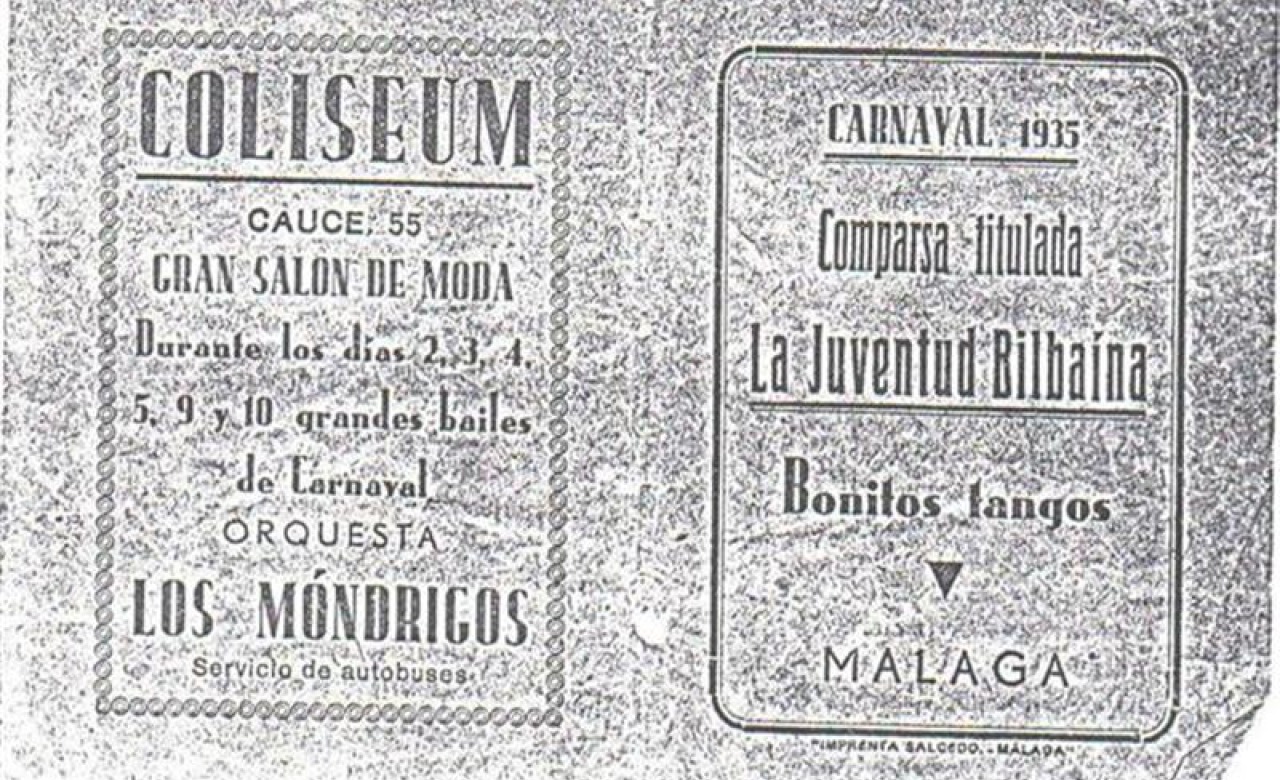 COLISEUM
CAUCE, 55
GRAN SALON DE MODA
Durante los días 2, 3, 4,
5, 9 y 10 grandes bailes
de Carnaval
ORQUESTA
LOS MÓNDRIGOS
Servicio de autobuses
CARNAVAL 1935
Comparsa titulada
La Juventud Bilbaína
Bonitos tangos
MALAGA
"IMPRENTA SALCEDO. - MALAGA"